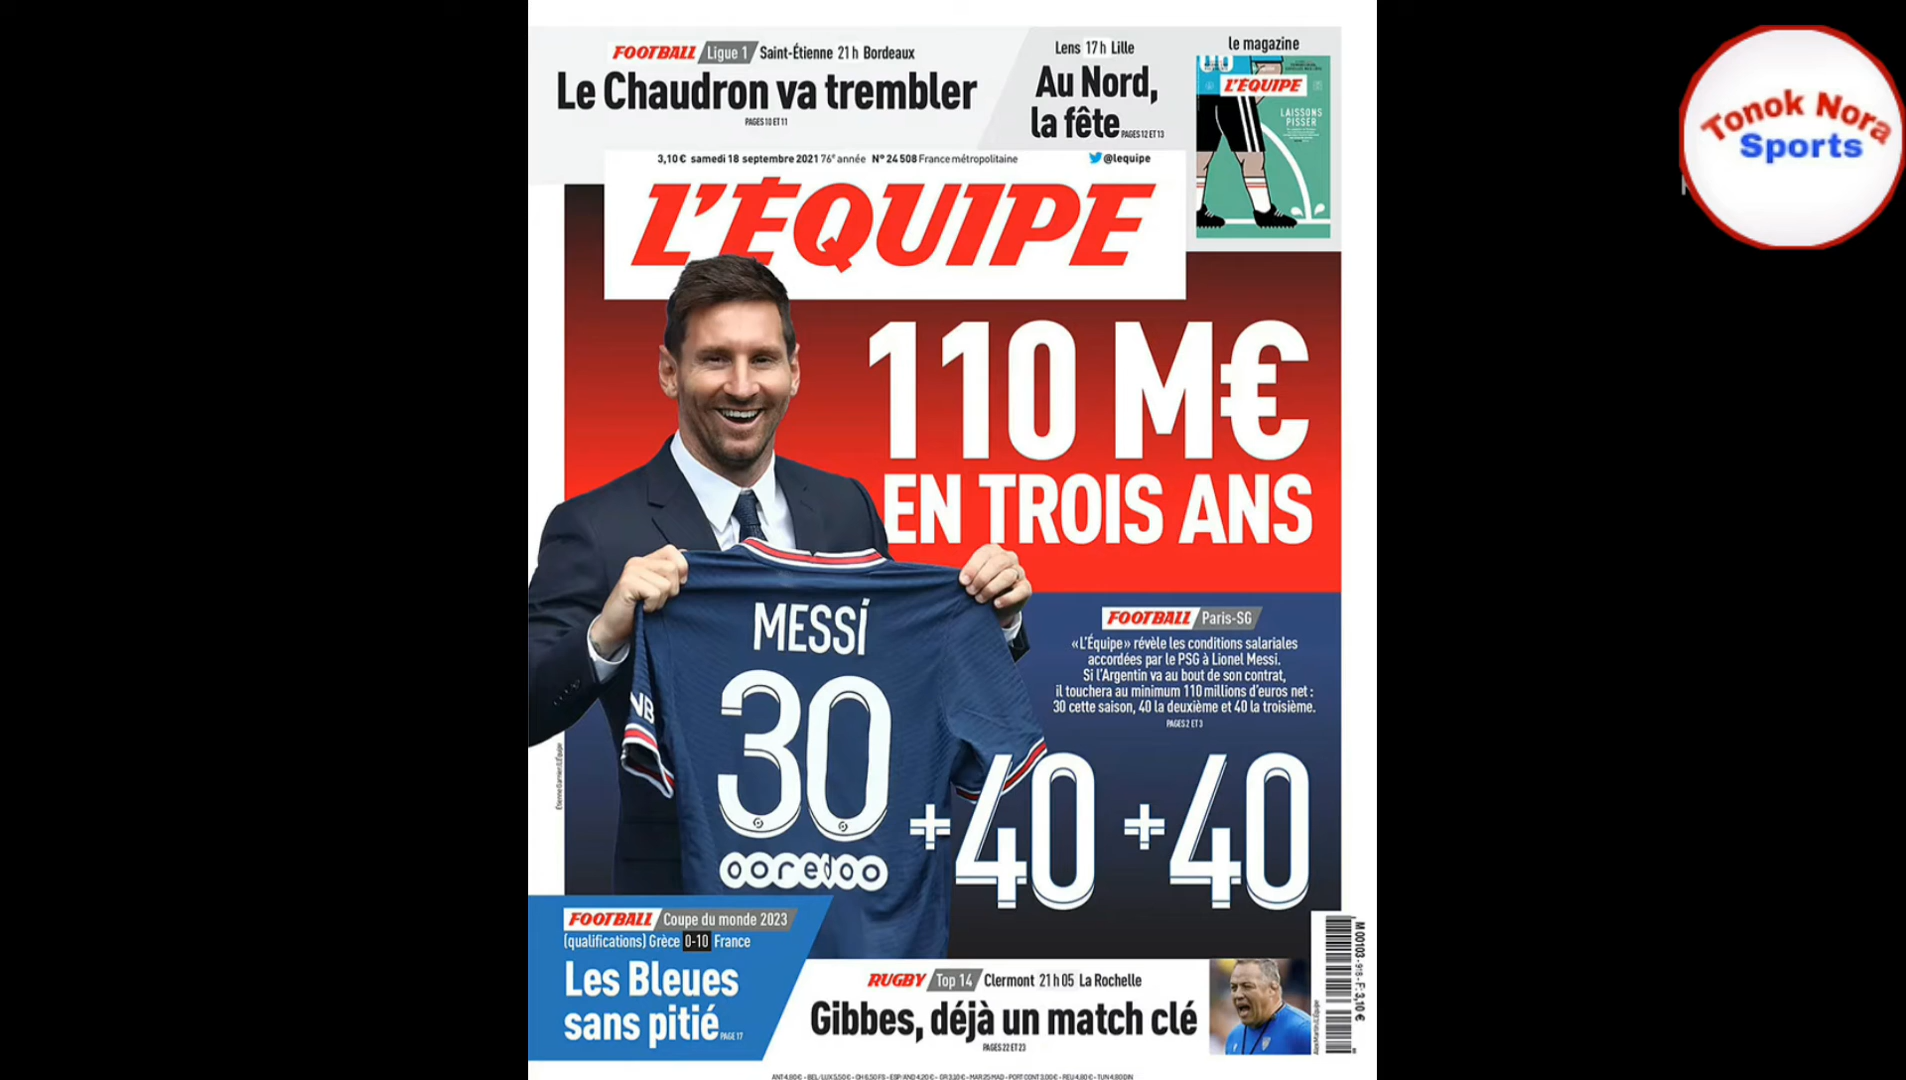 FOOTBALL Ligue 1 Saint-Étienne 21 h Bordeaux
Le Chaudron va trembler
PAGES 10 ET 11
Lens 17 h Lille
Au Nord,
la fête PAGES 12 ET 13
le magazine
L'ÉQUIPE
LAISSONS
PISSER
Tonok Nora
Sports
3,10 € samedi 18 septembre 2021 76e année N° 24 508 France métropolitaine
@lequipe
L'ÉQUIPE
110 M€
EN TROIS ANS
MESSi
30
ooredoo
FOOTBALL Paris-SG
«L'Équipe» révèle les conditions salariales
accordées par le PSG à Lionel Messi.
Si l'Argentin va au bout de son contrat,
il touchera au minimum 110 millions d'euros net :
30 cette saison, 40 la deuxième et 40 la troisième.
PAGES 2 ET 3
+40 +40
FOOTBALL Coupe du monde 2023
(qualifications) Grèce 0-10 France
Les Bleues
sans pitié PAGE 17
RUGBY Top 14 Clermont 21 h 05 La Rochelle
Gibbes, déjà un match clé
PAGES 22 ET 23
M 00103 - 918 - F: 3,10 €